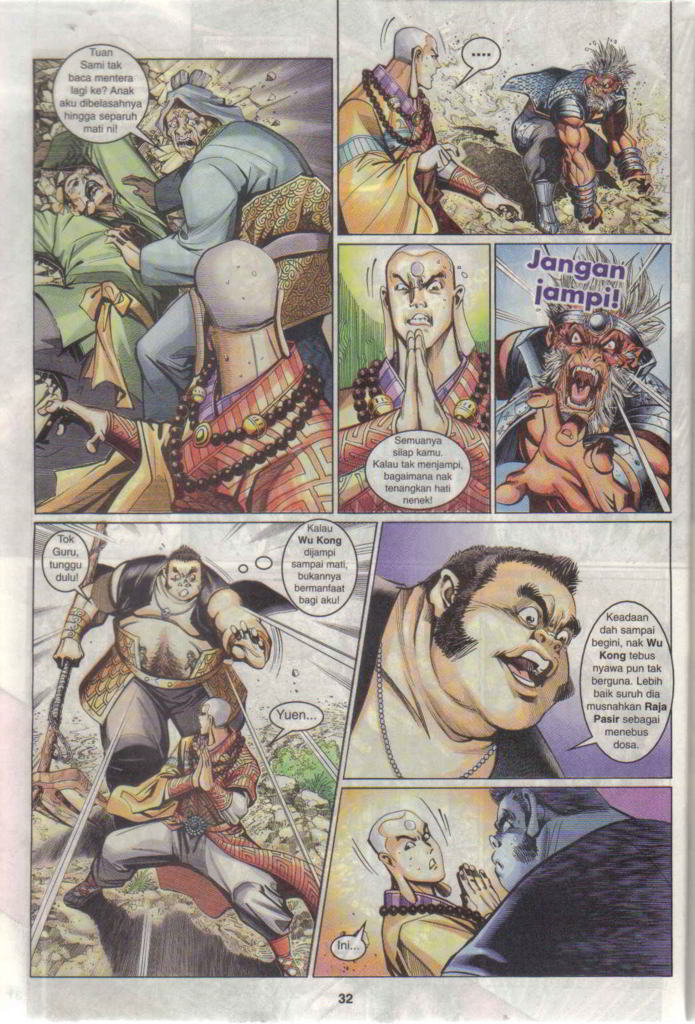 Tuan
Sami tak
baca mentera
lagi ke? Anak
aku dibelasahnya
hingga separuh
mati ni!
....
Semuanya
silap kamu.
Kalau tak menjampi,
bagaimana nak
tenangkan hati
nenek!
Jangan
jampi!
Tok
Guru,
tunggu
dulu!
Kalau
Wu Kong
dijampi
sampai mati,
bukannya
bermanfaat
bagi aku!
Yuen...
Keadaan
dah sampai
begini, nak Wu
Kong tebus
nyawa pun tak
berguna. Lebih
baik suruh dia
musnahkan Raja
Pasir sebagai
menebus
dosa.
Ini...
32